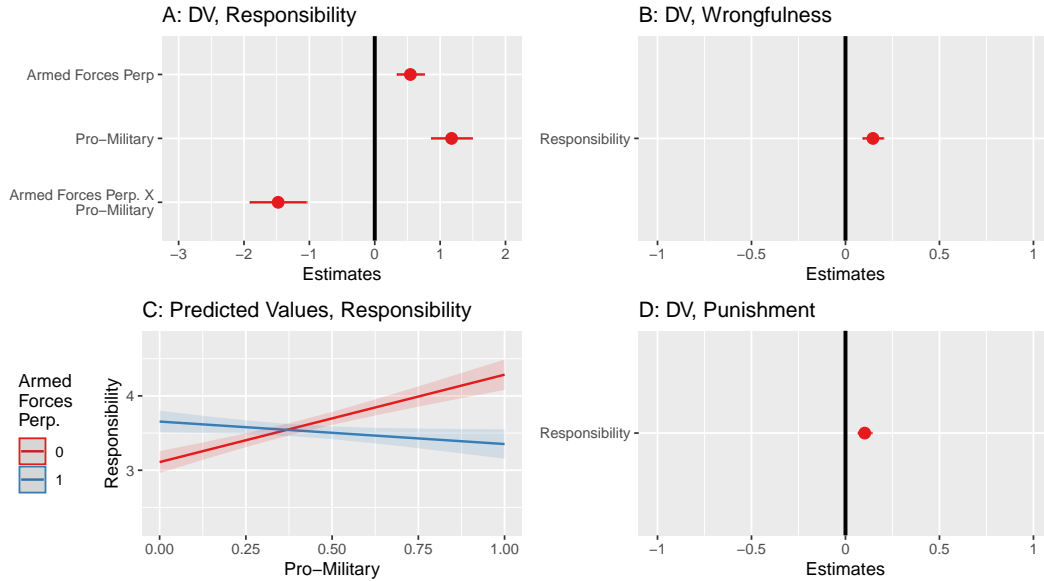 A: DV, Responsibility
Armed Forces Perp
Pro−Military
Armed Forces Perp. X
Pro−Military
−3 −2 −1 0 1 2
Estimates
B: DV, Wrongfulness
Responsibility
−1 −0.5 0 0.5 1
Estimates
C: Predicted Values, Responsibility
Armed
Forces
Perp.
0
1
Responsibility
4
3
0.00 0.25 0.50 0.75 1.00
Pro−Military
D: DV, Punishment
Responsibility
−1 −0.5 0 0.5 1
Estimates